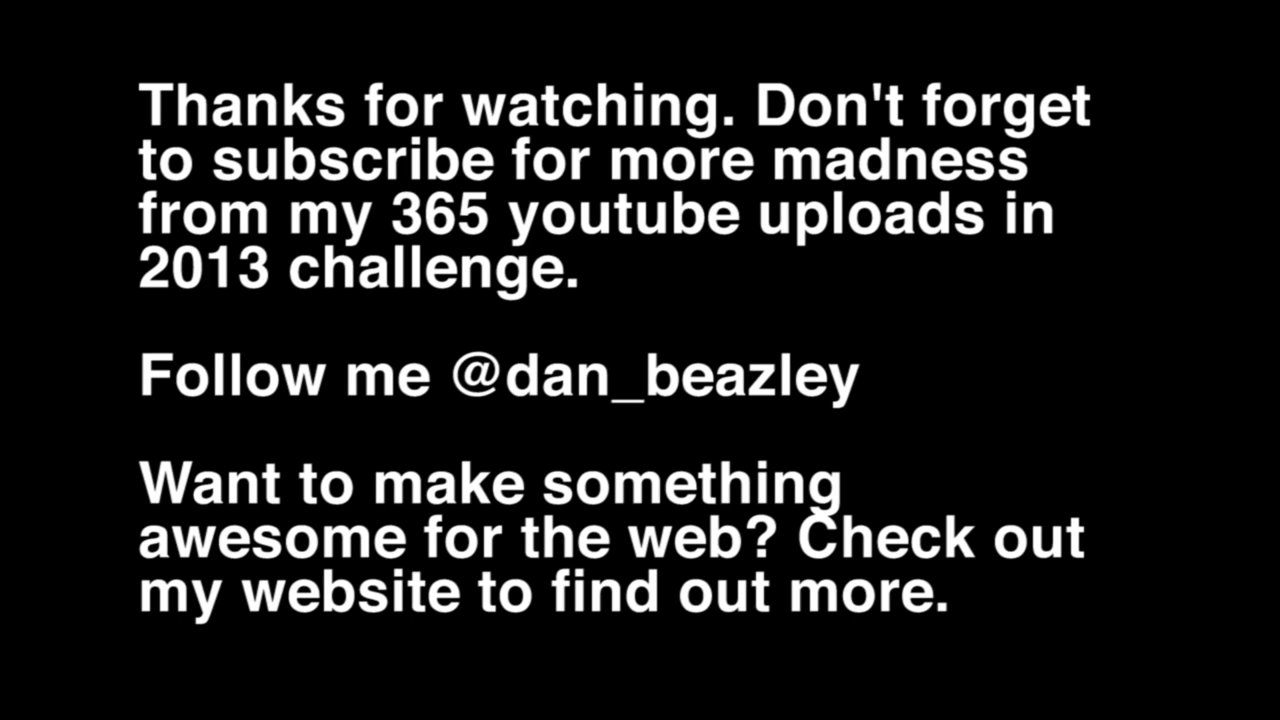 Thanks for watching. Don't forget
to subscribe for more madness
from my 365 youtube uploads in
2013 challenge.
Follow me @dan_beazley
Want to make something
awesome for the web? Check out
my website to find out more.